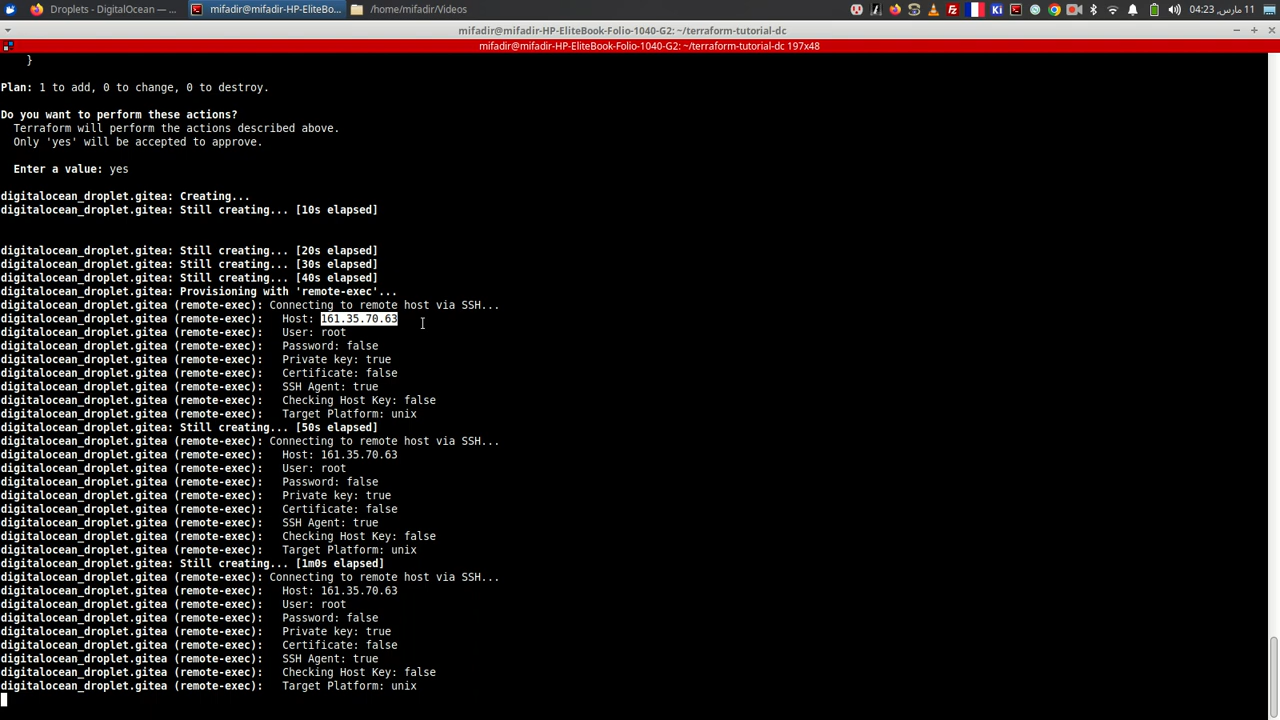 Droplets - DigitalOcean — ...
mifadir@mifadir-HP-EliteBo...
/home/mifadir/Videos
Ki
11 مارس, 04:23
mifadir@mifadir-HP-EliteBook-Folio-1040-G2: ~/terraform-tutorial-dc
mifadir@mifadir-HP-EliteBook-Folio-1040-G2: ~/terraform-tutorial-dc 197x48
}
Plan: 1 to add, 0 to change, 0 to destroy.
Do you want to perform these actions?
Terraform will perform the actions described above.
Only 'yes' will be accepted to approve.
Enter a value: yes
digitalocean_droplet.gitea: Creating...
digitalocean_droplet.gitea: Still creating... [10s elapsed]
digitalocean_droplet.gitea: Still creating... [20s elapsed]
digitalocean_droplet.gitea: Still creating... [30s elapsed]
digitalocean_droplet.gitea: Still creating... [40s elapsed]
digitalocean_droplet.gitea: Provisioning with 'remote-exec'...
digitalocean_droplet.gitea (remote-exec): Connecting to remote host via SSH...
digitalocean_droplet.gitea (remote-exec):   Host: 161.35.70.63
digitalocean_droplet.gitea (remote-exec):   User: root
digitalocean_droplet.gitea (remote-exec):   Password: false
digitalocean_droplet.gitea (remote-exec):   Private key: true
digitalocean_droplet.gitea (remote-exec):   Certificate: false
digitalocean_droplet.gitea (remote-exec):   SSH Agent: true
digitalocean_droplet.gitea (remote-exec):   Checking Host Key: false
digitalocean_droplet.gitea (remote-exec):   Target Platform: unix
digitalocean_droplet.gitea: Still creating... [50s elapsed]
digitalocean_droplet.gitea (remote-exec): Connecting to remote host via SSH...
digitalocean_droplet.gitea (remote-exec):   Host: 161.35.70.63
digitalocean_droplet.gitea (remote-exec):   User: root
digitalocean_droplet.gitea (remote-exec):   Password: false
digitalocean_droplet.gitea (remote-exec):   Private key: true
digitalocean_droplet.gitea (remote-exec):   Certificate: false
digitalocean_droplet.gitea (remote-exec):   SSH Agent: true
digitalocean_droplet.gitea (remote-exec):   Checking Host Key: false
digitalocean_droplet.gitea (remote-exec):   Target Platform: unix
digitalocean_droplet.gitea: Still creating... [1m0s elapsed]
digitalocean_droplet.gitea (remote-exec): Connecting to remote host via SSH...
digitalocean_droplet.gitea (remote-exec):   Host: 161.35.70.63
digitalocean_droplet.gitea (remote-exec):   User: root
digitalocean_droplet.gitea (remote-exec):   Password: false
digitalocean_droplet.gitea (remote-exec):   Private key: true
digitalocean_droplet.gitea (remote-exec):   Certificate: false
digitalocean_droplet.gitea (remote-exec):   SSH Agent: true
digitalocean_droplet.gitea (remote-exec):   Checking Host Key: false
digitalocean_droplet.gitea (remote-exec):   Target Platform: unix